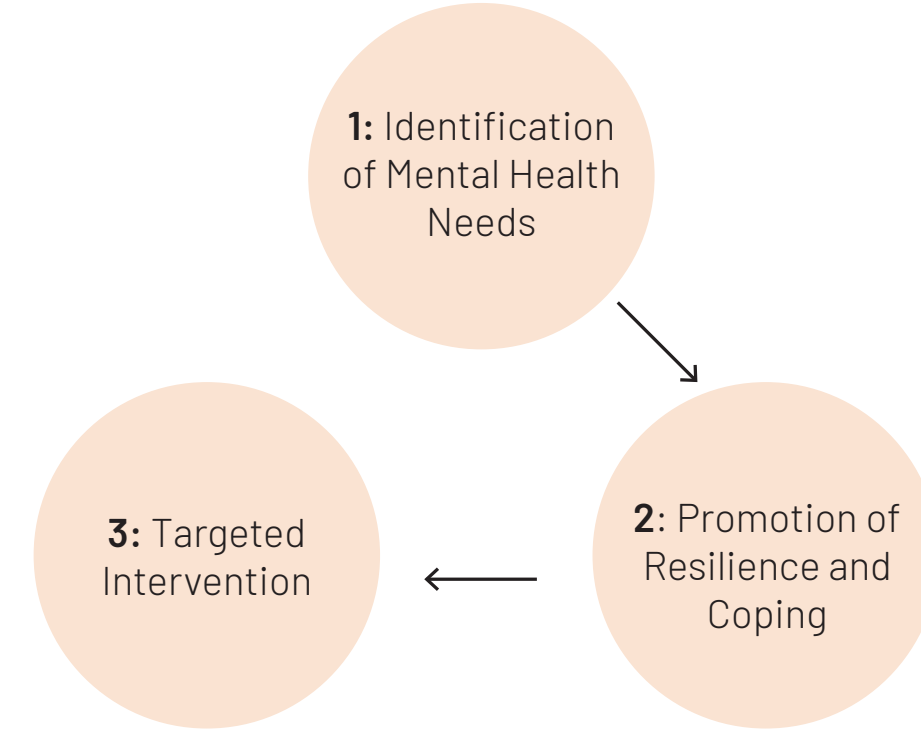 1: Identification
of Mental Health
Needs
2: Promotion of
Resilience and
Coping
3: Targeted
Intervention